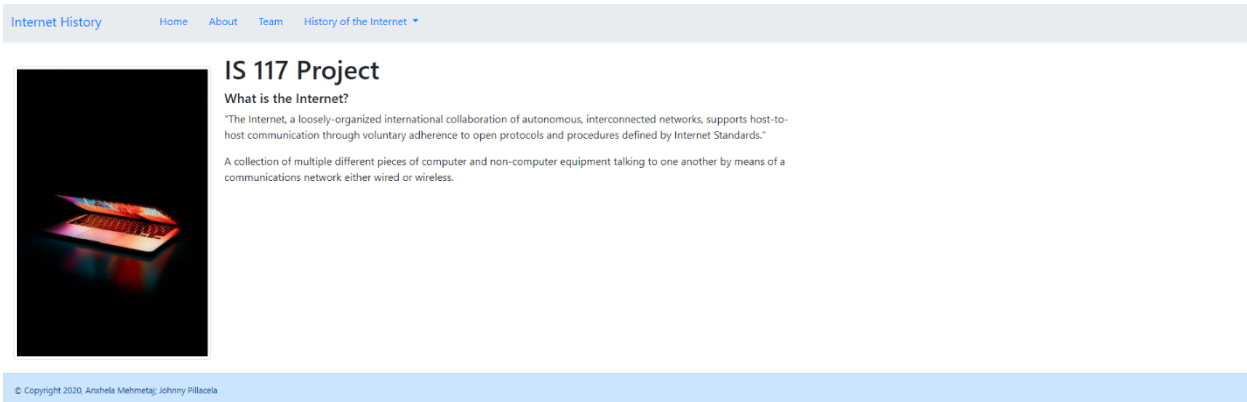 Internet History Home About Team History of the Internet
IS 117 Project
What is the Internet?
"The Internet, a loosely-organized international collaboration of autonomous, interconnected networks, supports host-to-
host communication through voluntary adherence to open protocols and procedures defined by Internet Standards."
A collection of multiple different pieces of computer and non-computer equipment talking to one another by means of a
communications network either wired or wireless.
© Copyright 2020, Anxhela Mehmetaj; Johnny Pillacela